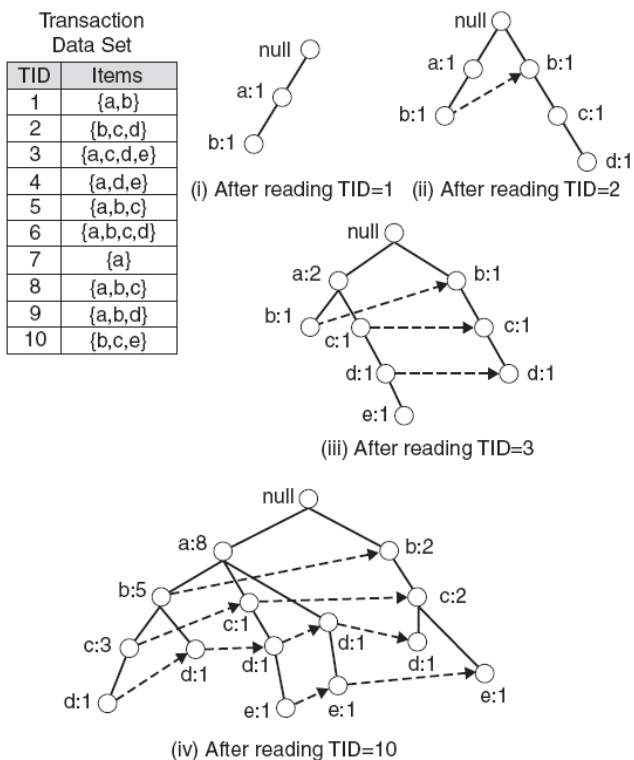 Transaction
Data Set
TID Items
1 {a,b}
2 {b,c,d}
3 {a,c,d,e}
4 {a,d,e}
5 {a,b,c}
6 {a,b,c,d}
7 {a}
8 {a,b,c}
9 {a,b,d}
10 {b,c,e}
null
a:1
b:1
(i) After reading TID=1
null
a:1 b:1
b:1 c:1
d:1
(ii) After reading TID=2
null
a:2 b:1
b:1 c:1 c:1
d:1 d:1
e:1
(iii) After reading TID=3
null
a:8 b:2
b:5 c:2
c:1
c:3 d:1 d:1 d:1 d:1
d:1 e:1 e:1 e:1
(iv) After reading TID=10